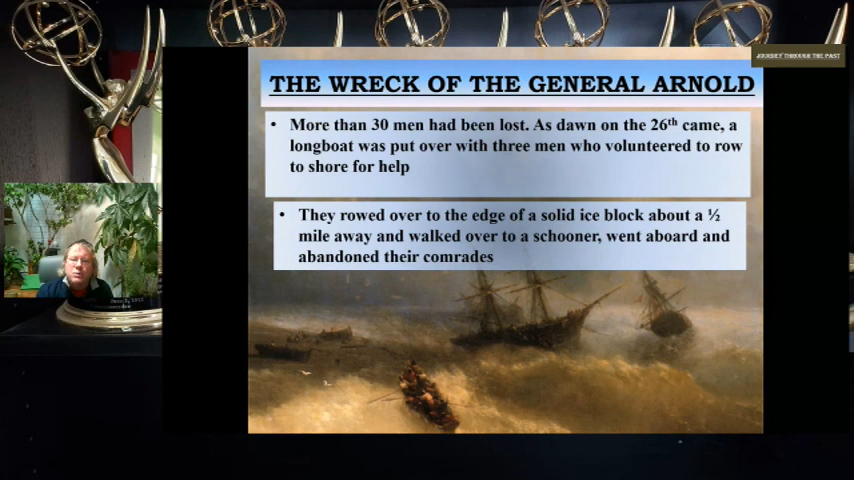 JOURNEY THROUGH THE PAST
THE WRECK OF THE GENERAL ARNOLD
• More than 30 men had been lost. As dawn on the 26th came, a
longboat was put over with three men who volunteered to row
to shore for help
• They rowed over to the edge of a solid ice block about a ½
mile away and walked over to a schooner, went aboard and
abandoned their comrades